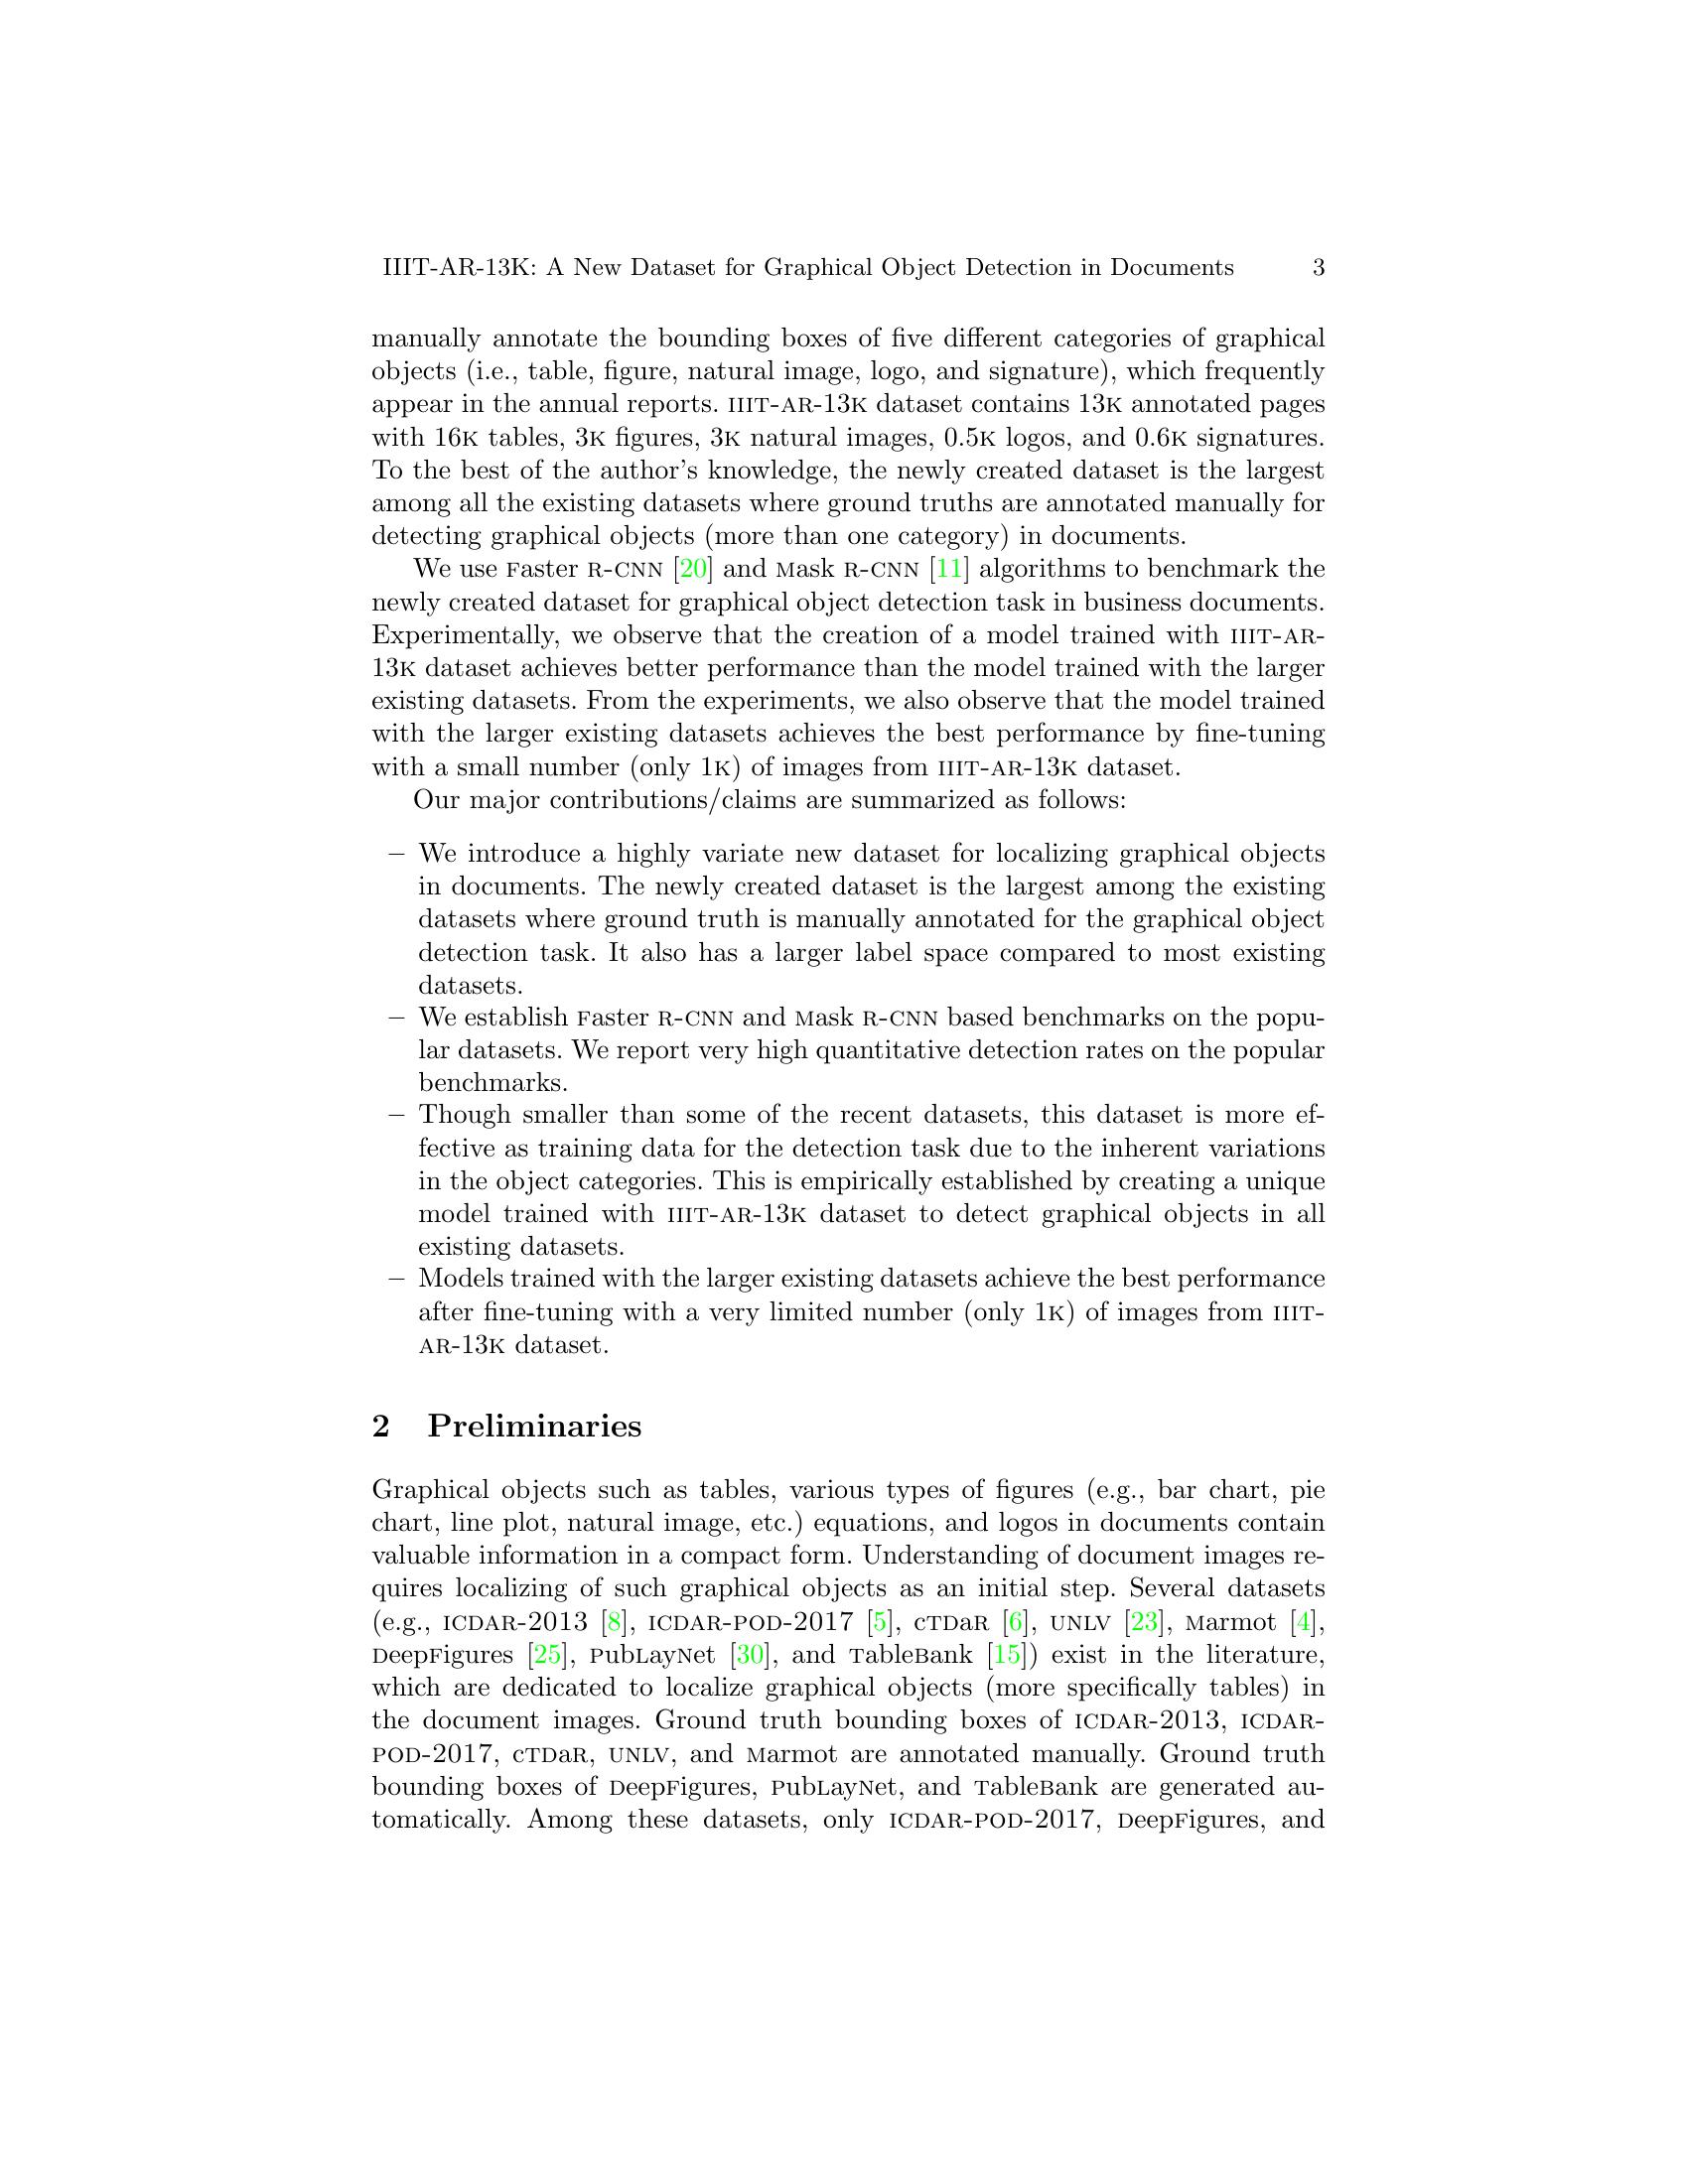 IIIT-AR-13K: A New Dataset for Graphical Object Detection in Documents 3
manually annotate the bounding boxes of five different categories of graphical
objects (i.e., table, figure, natural image, logo, and signature), which frequently
appear in the annual reports. IIIT-AR-13K dataset contains 13K annotated pages
with 16K tables, 3K figures, 3K natural images, 0.5K logos, and 0.6K signatures.
To the best of the author's knowledge, the newly created dataset is the largest
among all the existing datasets where ground truths are annotated manually for
detecting graphical objects (more than one category) in documents.
We use Faster R-CNN [20] and Mask R-CNN [11] algorithms to benchmark the
newly created dataset for graphical object detection task in business documents.
Experimentally, we observe that the creation of a model trained with IIIT-AR-
13K dataset achieves better performance than the model trained with the larger
existing datasets. From the experiments, we also observe that the model trained
with the larger existing datasets achieves the best performance by fine-tuning
with a small number (only 1K) of images from IIIT-AR-13K dataset.
Our major contributions/claims are summarized as follows:
– We introduce a highly variate new dataset for localizing graphical objects
in documents. The newly created dataset is the largest among the existing
datasets where ground truth is manually annotated for the graphical object
detection task. It also has a larger label space compared to most existing
datasets.
– We establish Faster R-CNN and Mask R-CNN based benchmarks on the popu-
lar datasets. We report very high quantitative detection rates on the popular
benchmarks.
– Though smaller than some of the recent datasets, this dataset is more ef-
fective as training data for the detection task due to the inherent variations
in the object categories. This is empirically established by creating a unique
model trained with IIIT-AR-13K dataset to detect graphical objects in all
existing datasets.
– Models trained with the larger existing datasets achieve the best performance
after fine-tuning with a very limited number (only 1K) of images from IIIT-
AR-13K dataset.
2 Preliminaries
Graphical objects such as tables, various types of figures (e.g., bar chart, pie
chart, line plot, natural image, etc.) equations, and logos in documents contain
valuable information in a compact form. Understanding of document images re-
quires localizing of such graphical objects as an initial step. Several datasets
(e.g., ICDAR-2013 [8], ICDAR-POD-2017 [5], cTDaR [6], UNLV [23], Marmot [4],
DeepFigures [25], PubLayNet [30], and TableBank [15]) exist in the literature,
which are dedicated to localize graphical objects (more specifically tables) in
the document images. Ground truth bounding boxes of ICDAR-2013, ICDAR-
POD-2017, cTDaR, UNLV, and Marmot are annotated manually. Ground truth
bounding boxes of DeepFigures, PubLayNet, and TableBank are generated au-
tomatically. Among these datasets, only ICDAR-POD-2017, DeepFigures, and